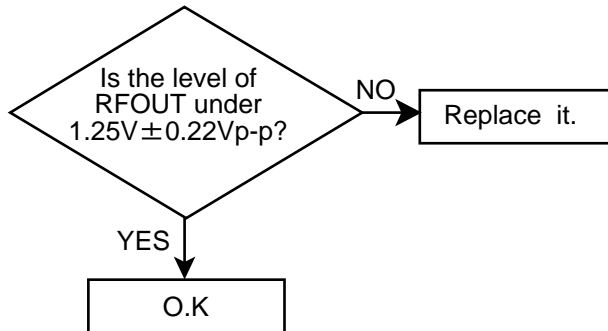 Is the level of
RFOUT under
1.25V±0.22Vp-p?
NO
Replace it.
YES
O.K